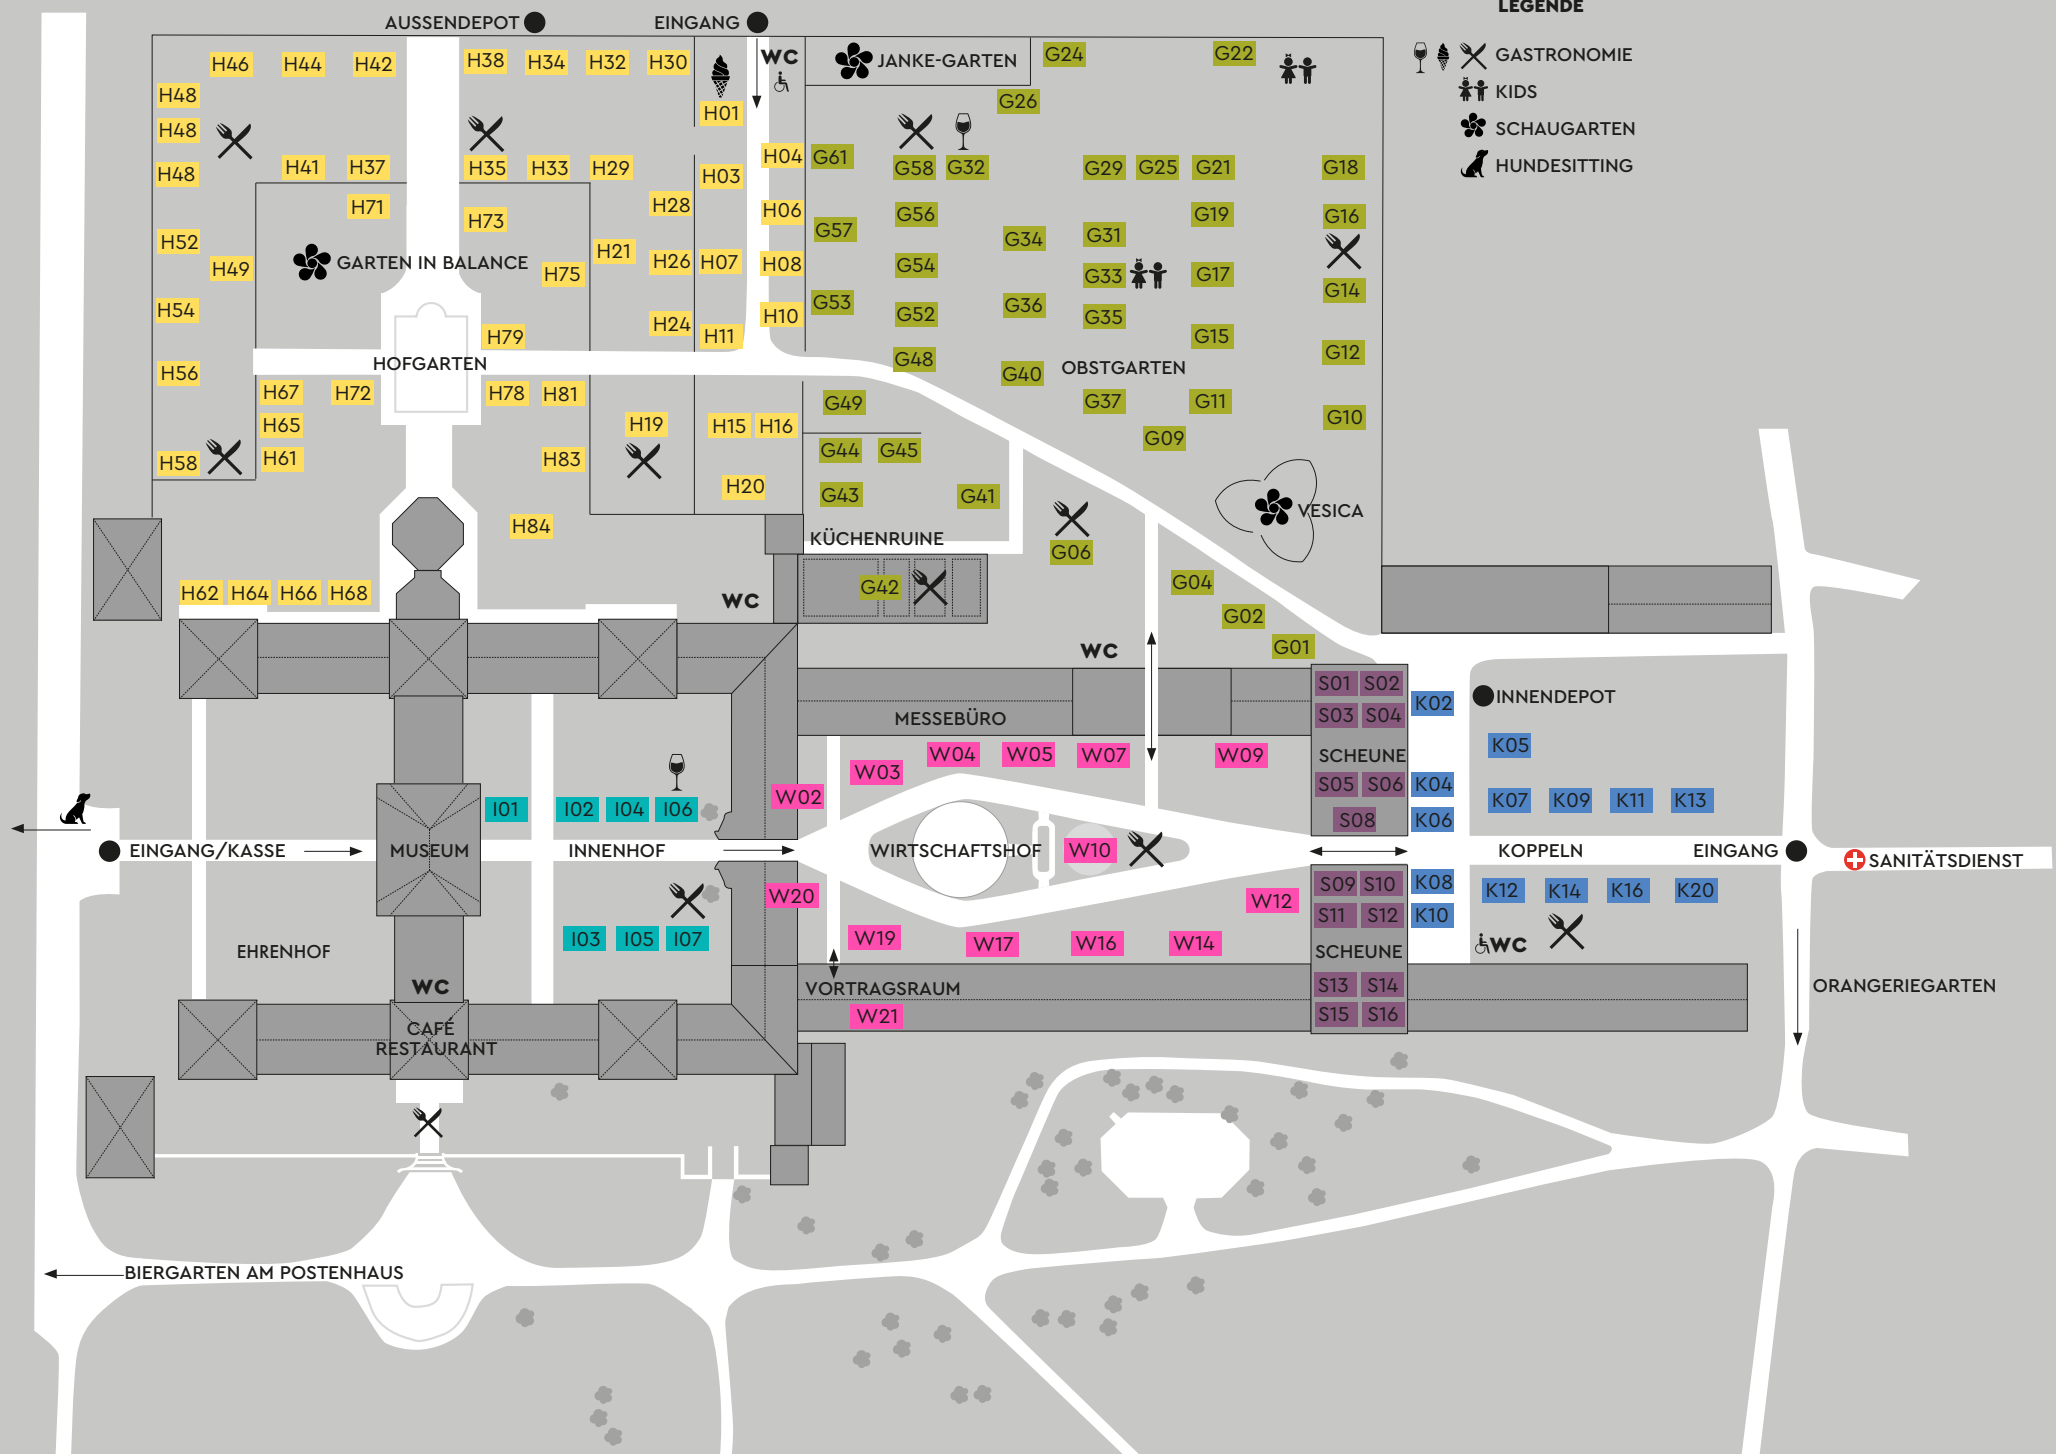 LEGENDE
GASTRONOMIE
KIDS
SCHAUGARTEN
HUNDESITTING
AUSSENDEPOT
EINGANG
H46 H44 H42 H38 H34 H32 H30
WC
JANKE-GARTEN
G24 G22
H48
H01
G26
H48
H04 G61
H41 H37 H35 H33 H29
G58 G32 G29 G25 G21 G18
H48
H03
H71 H73 H28 H06
G56 G19 G16
H52 H49
H21
G57 G34 G31
GARTEN IN BALANCE
H75 H26 H07 H08
G54 G33 G17 G14
H54
H24 H10
G53 G52 G36 G35
H79 H11
G15 G12
HOFGARTEN
G48
OBSTGARTEN
H56
G40
H67 H72 H78 H81
G49 G37 G11 G10
H65
H19 H15 H16
G09
H58 H61 H83
G44 G45
H20
G43 G41
VESICA
H84
KÜCHENRUINE
G06
G42
G04
H62 H64 H66 H68
WC
G02
G01
WC
S01 S02
S03 S04
K02
INNENDEPOT
MESSEBÜRO
K05
W03 W04 W05 W07 W09
SCHEUNE
S05 S06
K04
W02
K07 K09 K11 K13
I01 I02 I04 I06
S08
K06
EINGANG/KASSE
MUSEUM
INNENHOF
WIRTSCHAFTSHOF
W10
KOPPELN
EINGANG
SANITÄTSDIENST
S09 S10
K08
K12 K14 K16 K20
W20
W12
S11 S12
K10
I03 I05 I07
W19 W17 W16 W14
WC
EHRENHOF
SCHEUNE
WC
VORTRAGSRAUM
S13 S14
ORANGERIEGARTEN
W21
S15 S16
CAFÉ
RESTAURANT
BIERGARTEN AM POSTENHAUS